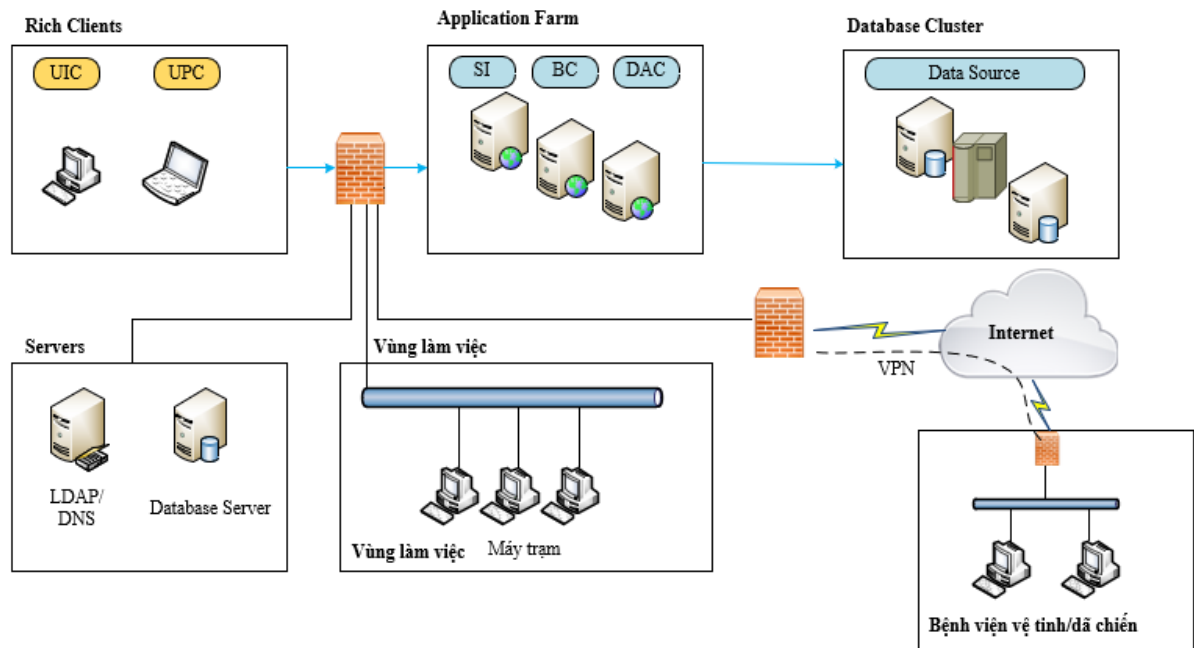 Rich Clients
UIC
UPC
Application Farm
SI
BC
DAC
Database Cluster
Data Source
Servers
LDAP/
DNS
Database Server
Vùng làm việc
Vùng làm việc
Máy trạm
Internet
VPN
Bệnh viện vệ tinh/dã chiến